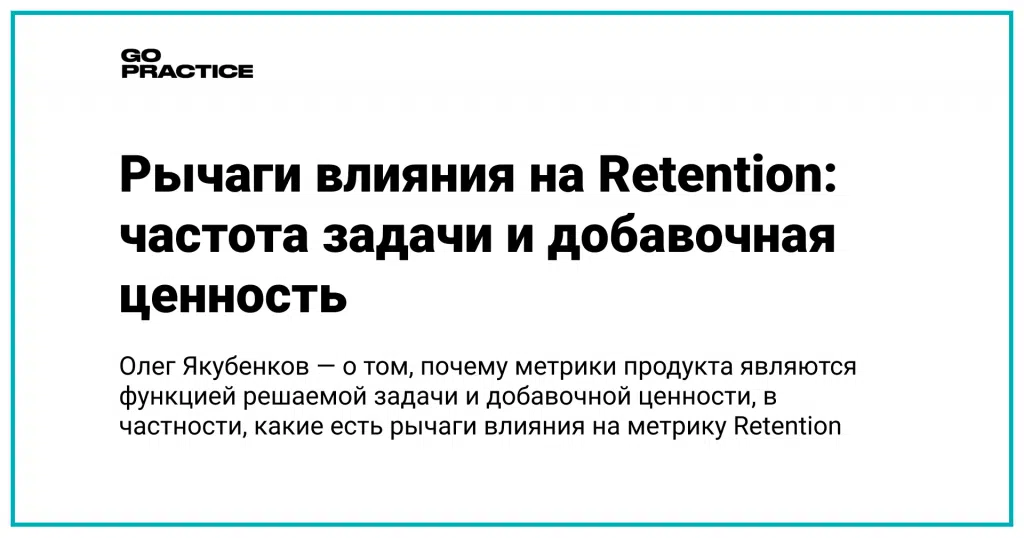 GO
PRACTICE
Рычаги влияния на Retention:
частота задачи и добавочная
ценность
Олег Якубенков — о том, почему метрики продукта являются
функцией решаемой задачи и добавочной ценности, в
частности, какие есть рычаги влияния на метрику Retention